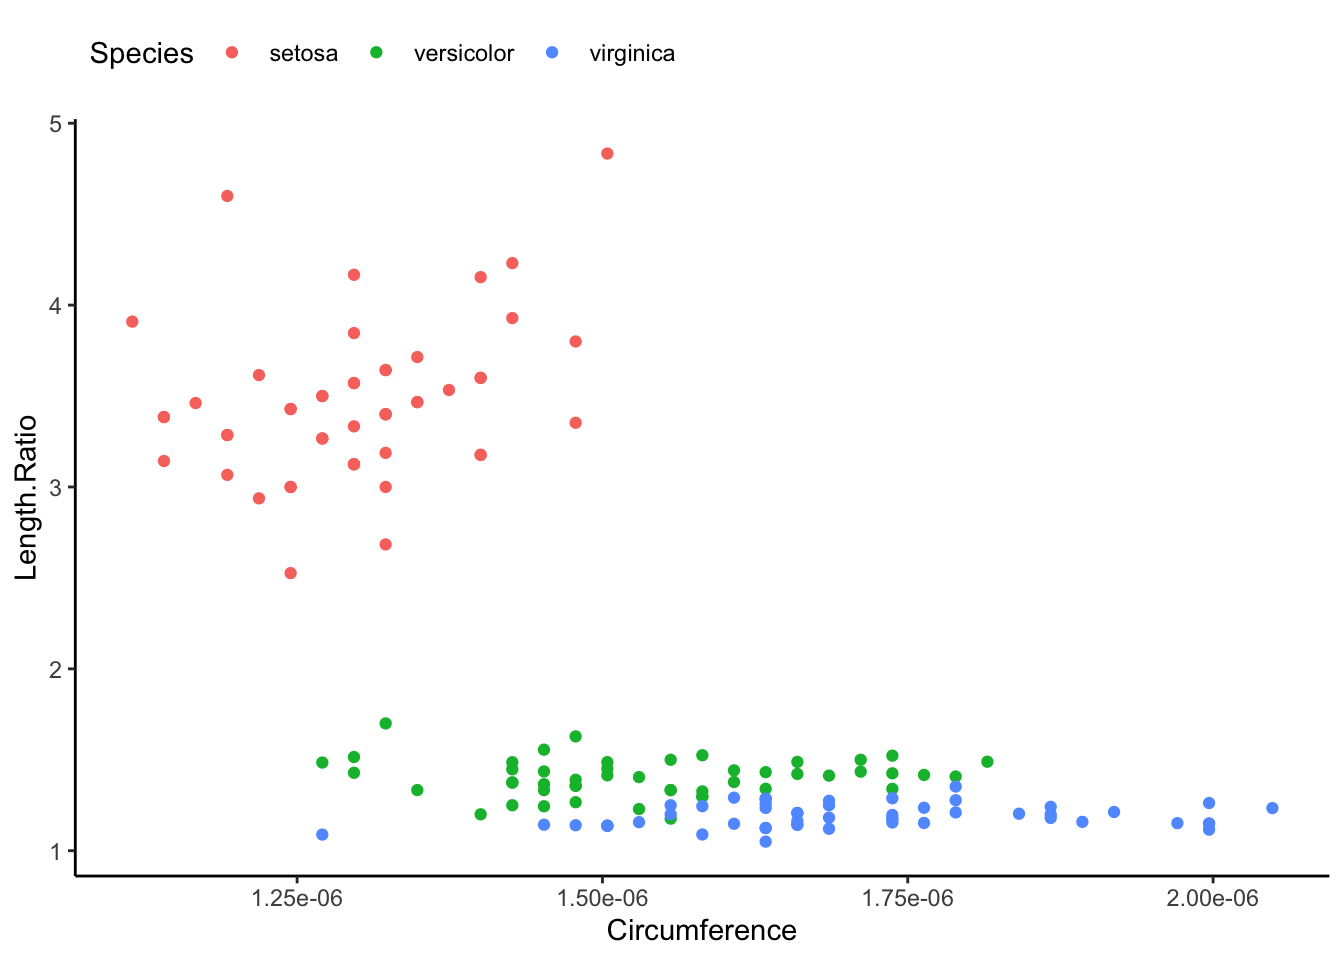 Species setosa versicolor virginica
5
4
3
2
1
Length.Ratio
1.25e-06 1.50e-06 1.75e-06 2.00e-06
Circumference